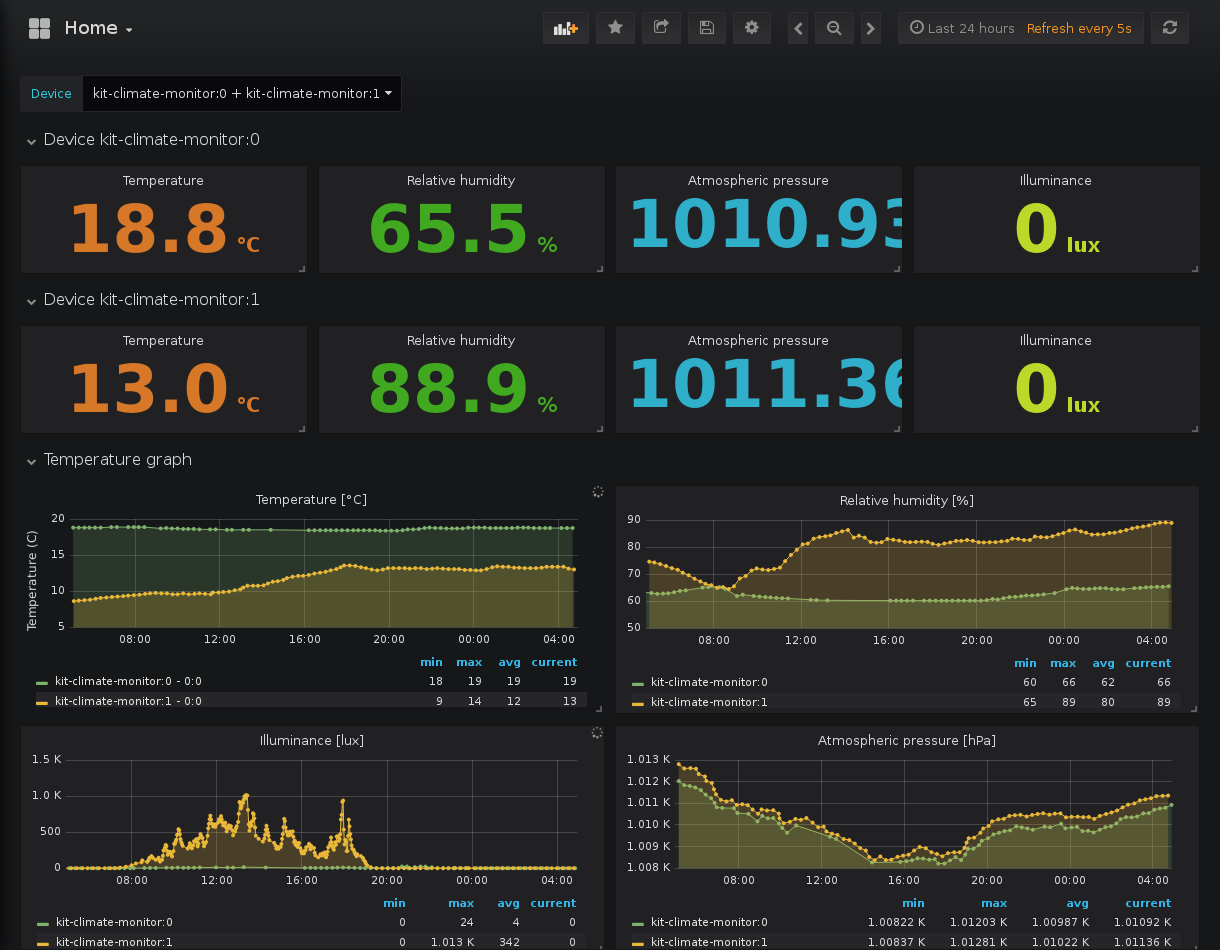 Home
Last 24 hours Refresh every 5s
Device kit-climate-monitor:0 + kit-climate-monitor:1
Device kit-climate-monitor:0
Temperature Relative humidity Atmospheric pressure Illuminance
18.8 °C 65.5 % 1010.93 0 lux
Device kit-climate-monitor:1
Temperature Relative humidity Atmospheric pressure Illuminance
13.0 °C 88.9 % 1011.36 0 lux
Temperature graph
Temperature [°C]
Temperature (C)
20
15
10
5
08:00 12:00 16:00 20:00 00:00 04:00
min max avg current
kit-climate-monitor:0 - 0:0 18 19 19 19
kit-climate-monitor:1 - 0:0 9 14 12 13
Relative humidity [%]
90
80
70
60
50
08:00 12:00 16:00 20:00 00:00 04:00
min max avg current
kit-climate-monitor:0 60 66 62 66
kit-climate-monitor:1 65 89 80 89
Illuminance [lux]
1.5 K
1.0 K
500
0
08:00 12:00 16:00 20:00 00:00 04:00
min max avg current
kit-climate-monitor:0 0 24 4 0
kit-climate-monitor:1 0 1.013 K 342 0
Atmospheric pressure [hPa]
1.013 K
1.012 K
1.011 K
1.010 K
1.009 K
1.008 K
08:00 12:00 16:00 20:00 00:00 04:00
min max avg current
kit-climate-monitor:0 1.00822 K 1.01203 K 1.00987 K 1.01092 K
kit-climate-monitor:1 1.00837 K 1.01281 K 1.01022 K 1.01136 K